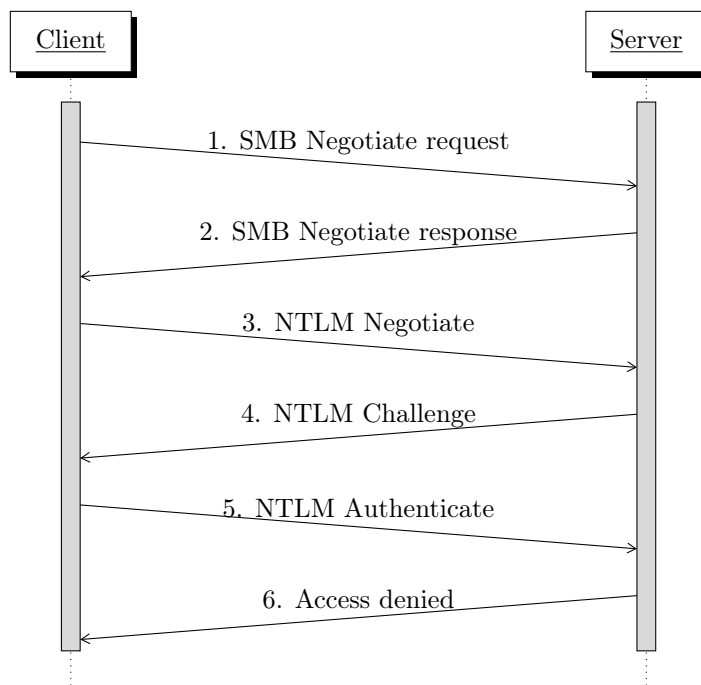 Client
Server
1. SMB Negotiate request
2. SMB Negotiate response
3. NTLM Negotiate
4. NTLM Challenge
5. NTLM Authenticate
6. Access denied